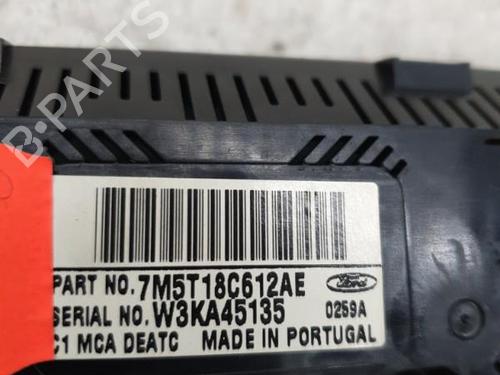 B-PARTS
PART NO. 7M5T18C612AE
SERIAL NO. W3KA45135
Ford
0259A
C1 MCA DEATC MADE IN PORTUGAL